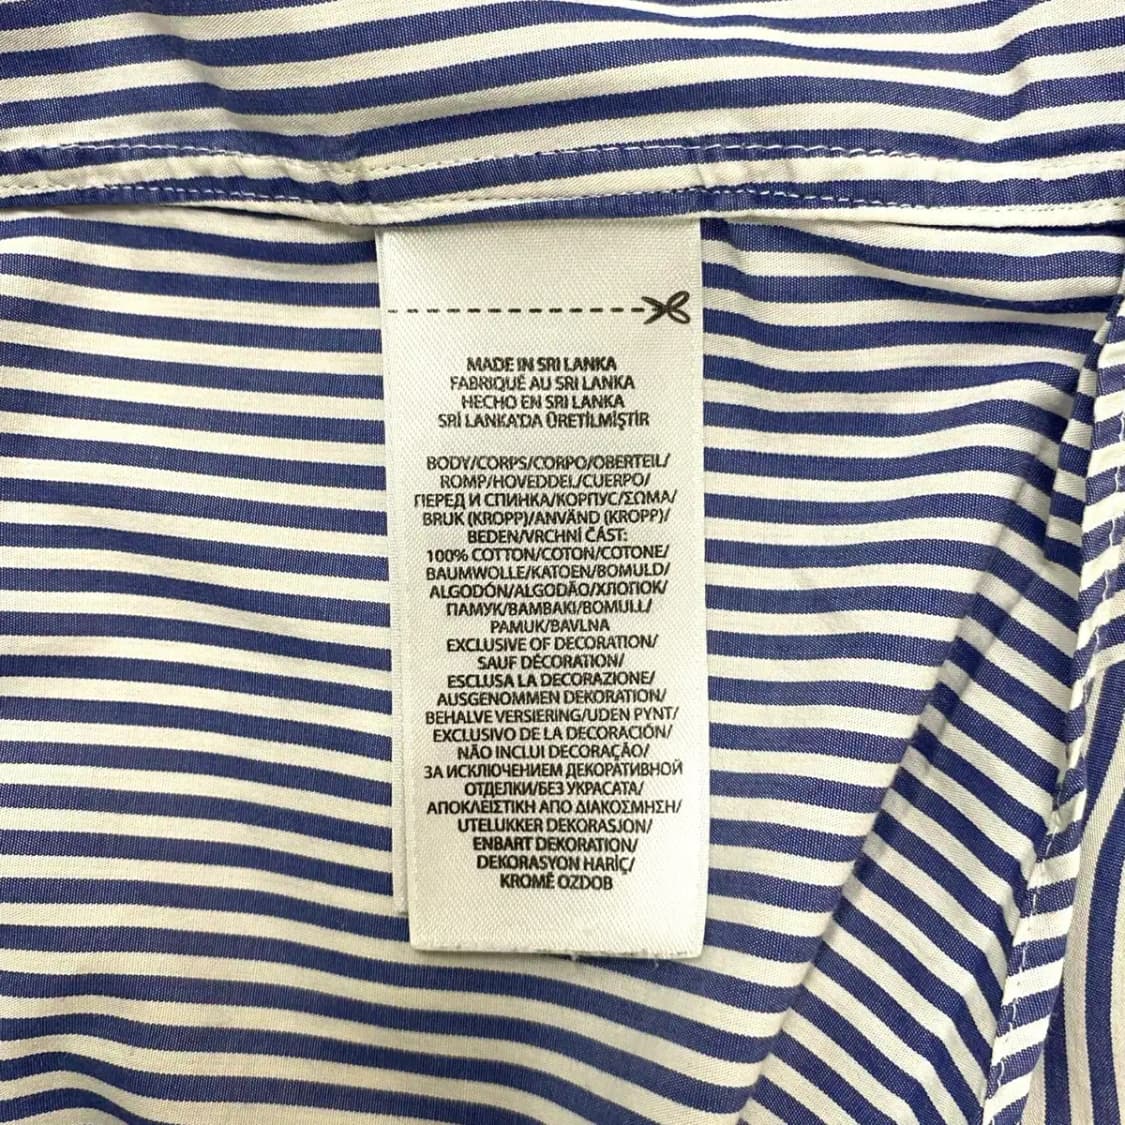 MADE IN SRI LANKA
FABRIQUÉ AU SRI LANKA
HECHO EN SRI LANKA
SRİ LANKA'DA ÜRETİLMİŞTİR
BODY/CORPS/CORPO/OBERTEIL/
ROMP/HOVEDDEL/CUERPO/
ПЕРЕД И СПИНКА/КОРПУС/ΣΩΜΑ/
BRUK (KROPP)/ANVÄND (KROPP)/
BEDEN/VRCHNÍ ČÁST:
100% COTTON/COTON/COTONE/
BAUMWOLLE/KATOEN/BOMULD/
ALGODÓN/ALGODÃO/ХЛОПОК/
ПАМУК/ΒΑΜΒΑΚΙ/BOMULL/
PAMUK/BAVLNA
EXCLUSIVE OF DECORATION/
SAUF DÉCORATION/
ESCLUSA LA DECORAZIONE/
AUSGENOMMEN DEKORATION/
BEHALVE VERSIERING/UDEN PYNT/
EXCLUSIVO DE LA DECORACIÓN/
NÃO INCLUI DECORAÇÃO/
ЗА ИСКЛЮЧЕНИЕМ ДЕКОРАТИВНОЙ
ОТДЕЛКИ/БЕЗ УКРАСАТА/
ΑΠΟΚΛΕΙΣΤΙΚΗ ΑΠΟ ΔΙΑΚΟΣΜΗΣΗ/
UTELUKKER DEKORASJON/
ENBART DEKORATION/
DEKORASYON HARİÇ/
KROMĚ OZDOB